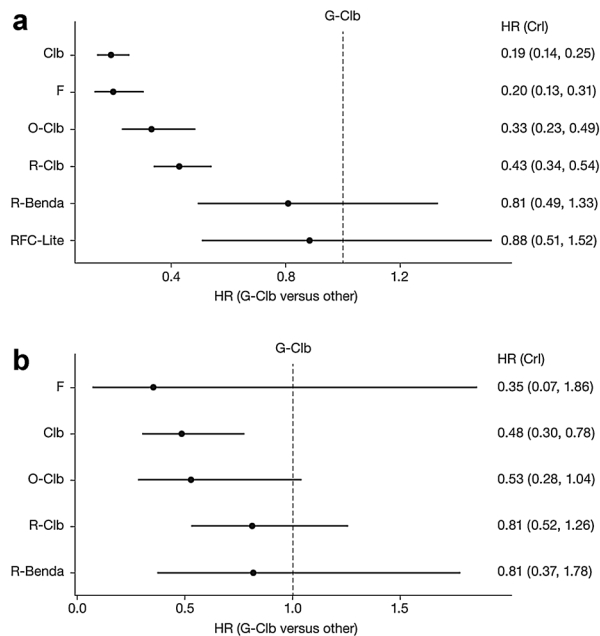 a
G-Clb
HR (Crl)
Clb
0.19 (0.14, 0.25)
F
0.20 (0.13, 0.31)
O-Clb
0.33 (0.23, 0.49)
R-Clb
0.43 (0.34, 0.54)
R-Benda
0.81 (0.49, 1.33)
RFC-Lite
0.88 (0.51, 1.52)
0.4 0.8 1.2
HR (G-Clb versus other)
b
G-Clb
HR (Crl)
F
0.35 (0.07, 1.86)
Clb
0.48 (0.30, 0.78)
O-Clb
0.53 (0.28, 1.04)
R-Clb
0.81 (0.52, 1.26)
R-Benda
0.81 (0.37, 1.78)
0.0 0.5 1.0 1.5
HR (G-Clb versus other)